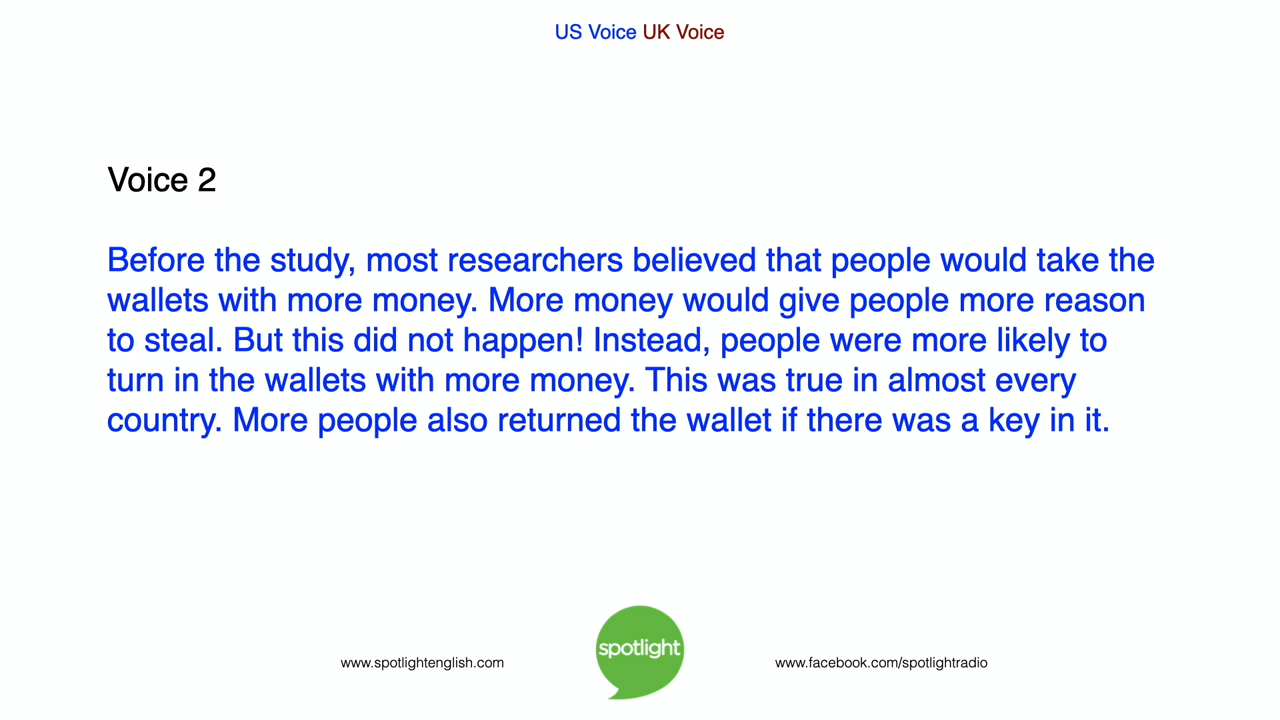 US Voice UK Voice
Voice 2
Before the study, most researchers believed that people would take the
wallets with more money. More money would give people more reason
to steal. But this did not happen! Instead, people were more likely to
turn in the wallets with more money. This was true in almost every
country. More people also returned the wallet if there was a key in it.
spotlight
www.spotlightenglish.com
www.facebook.com/spotlightradio